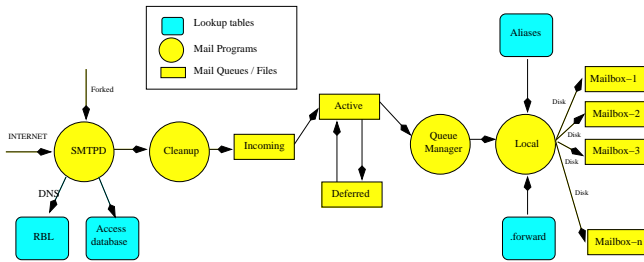 Lookup tables
Mail Programs
Mail Queues / Files
Aliases
Forked
INTERNET
SMTPD
Cleanup
Incoming
Active
Deferred
Queue
Manager
Local
Disk
Mailbox−1
Mailbox−2
Disk
Mailbox−3
Disk
Disk
Mailbox−n
DNS
RBL
Access
database
.forward